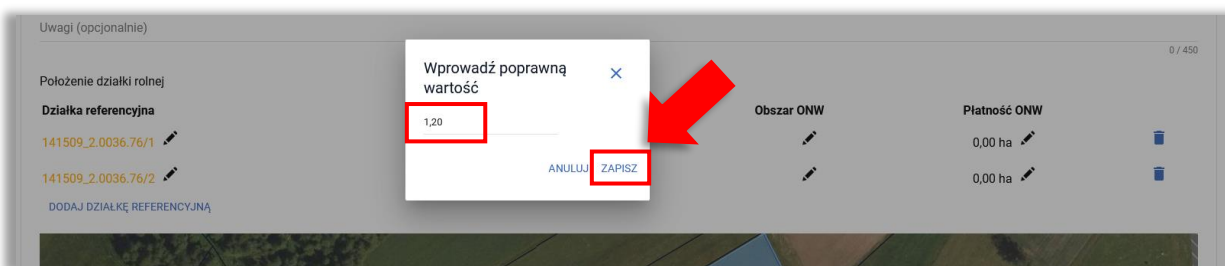 Uwagi (opcjonalnie)
0 / 450
Położenie działki rolnej
Działka referencyjna Obszar ONW Płatność ONW
141509_2.0036.76/1 0,00 ha
141509_2.0036.76/2 0,00 ha
DODAJ DZIAŁKĘ REFERENCYJNĄ
Wprowadź poprawną
wartość
1,20
ANULUJ ZAPISZ